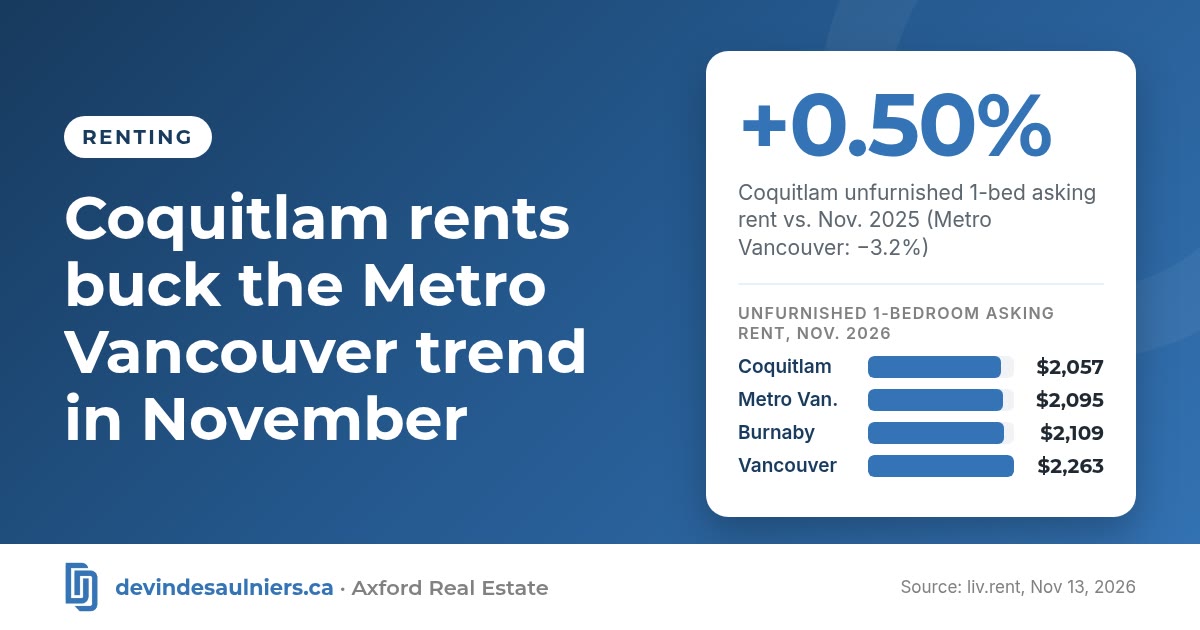 RENTING
Coquitlam rents
buck the Metro
Vancouver trend
in November
+0.50%
Coquitlam unfurnished 1-bed asking
rent vs. Nov. 2025 (Metro
Vancouver: −3.2%)
UNFURNISHED 1-BEDROOM ASKING
RENT, NOV. 2026
Coquitlam $2,057
Metro Van. $2,095
Burnaby $2,109
Vancouver $2,263
devindesaulniers.ca · Axford Real Estate
Source: liv.rent, Nov 13, 2026